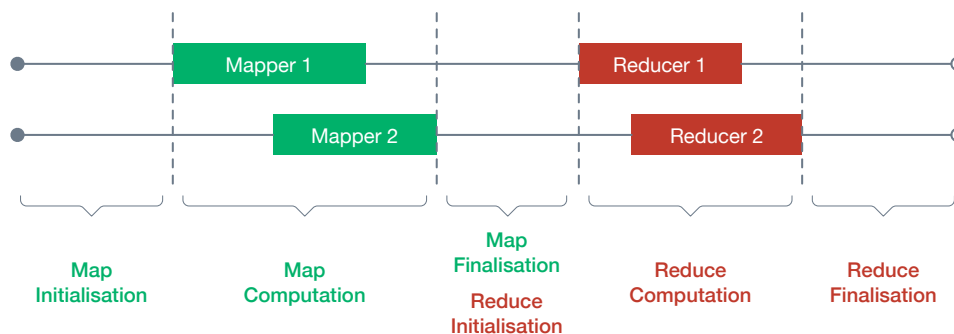 Mapper 1
Reducer 1
Mapper 2
Reducer 2
Map
Initialisation
Map
Computation
Map
Finalisation
Reduce
Initialisation
Reduce
Computation
Reduce
Finalisation